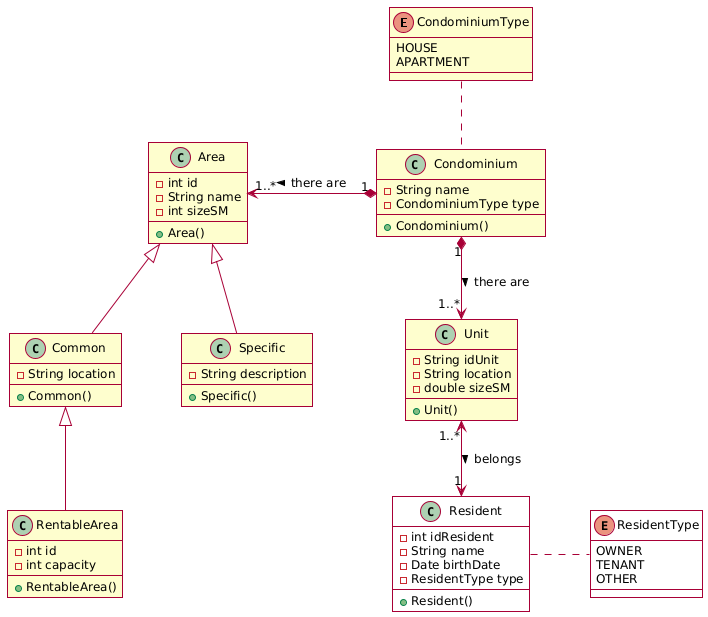 E CondominiumType
HOUSE
APARTMENT
C Area
int id
String name
int sizeSM
Area()
1..* there are 1
C Condominium
String name
CondominiumType type
Condominium()
1
there are
1..*
C Common
String location
Common()
C Specific
String description
Specific()
C Unit
String idUnit
String location
double sizeSM
Unit()
1..*
belongs
1
C RentableArea
int id
int capacity
RentableArea()
C Resident
int idResident
String name
Date birthDate
ResidentType type
Resident()
E ResidentType
OWNER
TENANT
OTHER